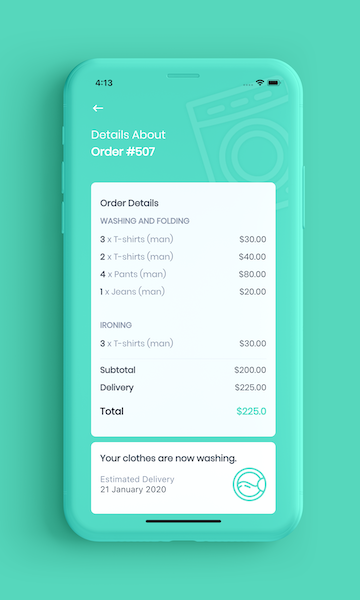 4:13
Details About
Order #507
Order Details
WASHING AND FOLDING
3 x T-shirts (man) $30.00
2 x T-shirts (man) $40.00
4 x Pants (man) $80.00
1 x Jeans (man) $20.00
IRONING
3 x T-shirts (man) $30.00
Subtotal $200.00
Delivery $225.00
Total $225.0
Your clothes are now washing.
Estimated Delivery
21 January 2020